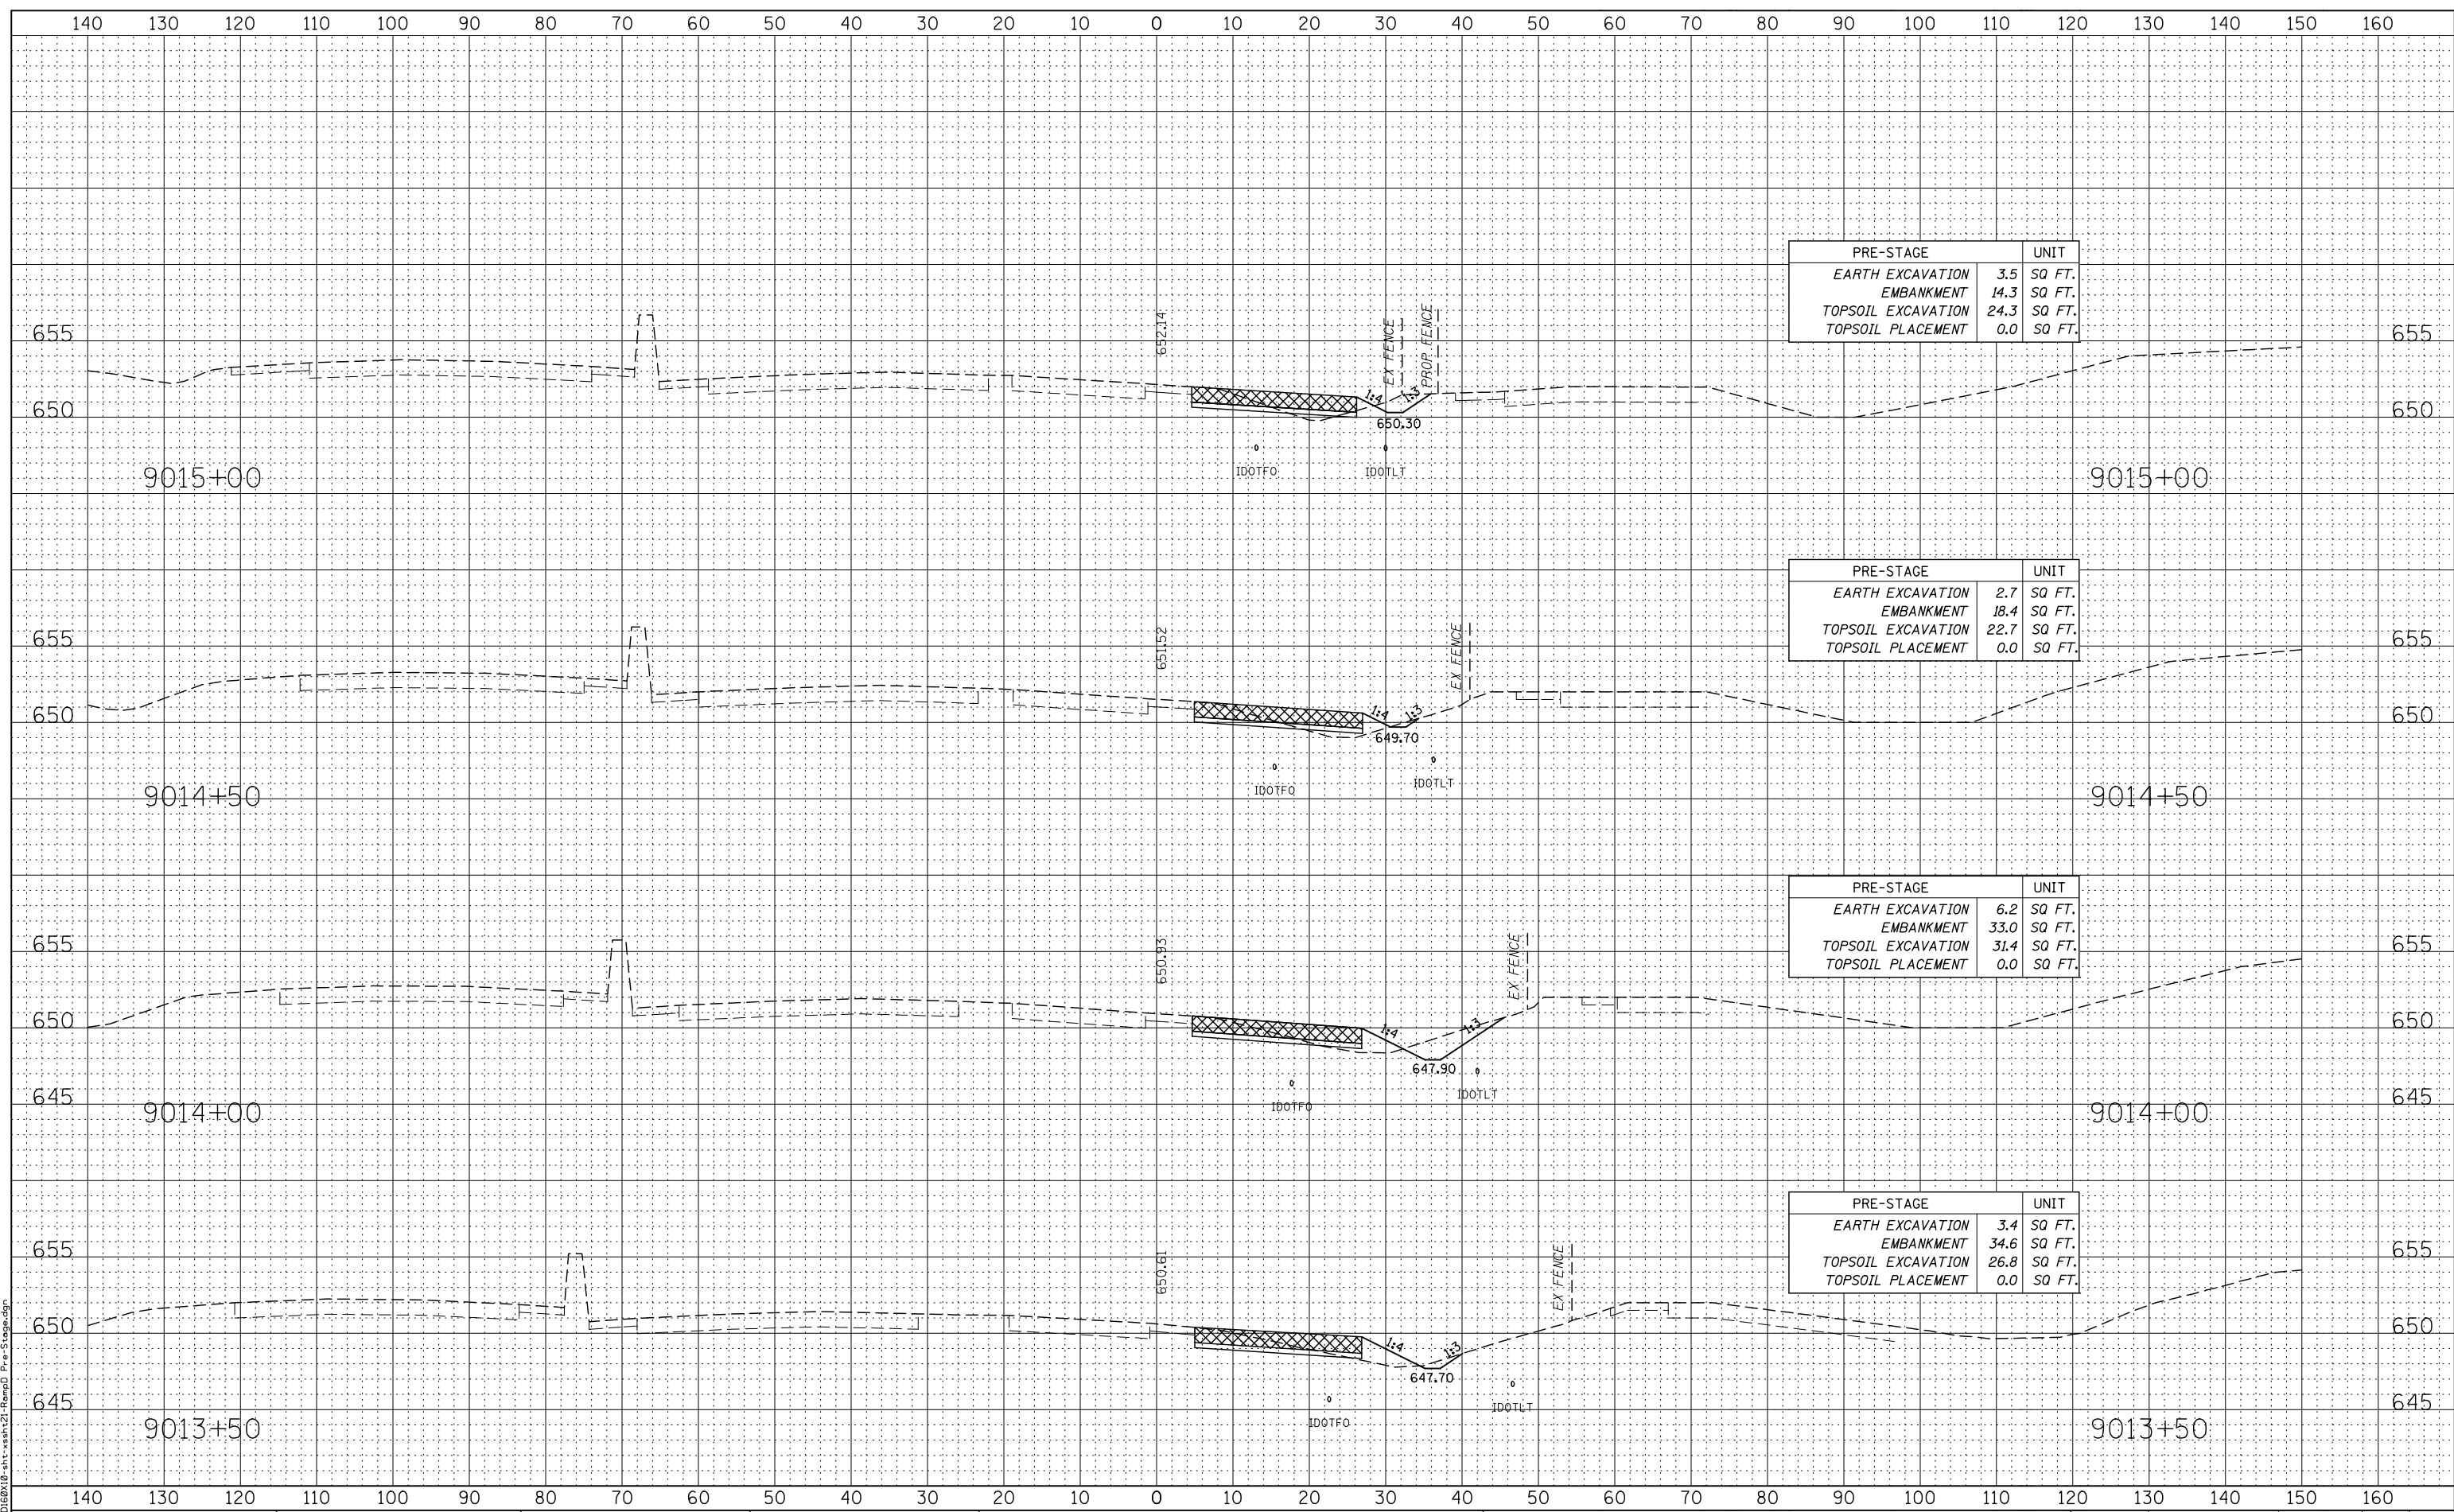 140 130 120 110 100 90 80 70 60 50 40 30 20 10 0 10 20 30 40 50 60 70 80 90 100 110 120 130 140 150 160
PRE-STAGE UNIT
EARTH EXCAVATION 3.5 SQ FT.
EMBANKMENT 14.3 SQ FT.
TOPSOIL EXCAVATION 24.3 SQ FT.
TOPSOIL PLACEMENT 0.0 SQ FT.
652.14
EX FENCE
PROP FENCE
655 655
1:4 1:3
650 650
650.30
IDOTFO IDOTLT
9015+00 9015+00
PRE-STAGE UNIT
EARTH EXCAVATION 2.7 SQ FT.
EMBANKMENT 18.4 SQ FT.
TOPSOIL EXCAVATION 22.7 SQ FT.
TOPSOIL PLACEMENT 0.0 SQ FT.
651.52
EX FENCE
655 655
1:4 1:3
650 650
649.70
IDOTFO IDOTLT
9014+50 9014+50
PRE-STAGE UNIT
EARTH EXCAVATION 6.2 SQ FT.
EMBANKMENT 33.0 SQ FT.
TOPSOIL EXCAVATION 31.4 SQ FT.
TOPSOIL PLACEMENT 0.0 SQ FT.
650.93
EX FENCE
655 655
1:4 1:3
650 650
647.90
IDOTFO IDOTLT
645 645
9014+00 9014+00
PRE-STAGE UNIT
EARTH EXCAVATION 3.4 SQ FT.
EMBANKMENT 34.6 SQ FT.
TOPSOIL EXCAVATION 26.8 SQ FT.
TOPSOIL PLACEMENT 0.0 SQ FT.
650.61
EX FENCE
655 655
1:4 1:3
650 650
647.70
IDOTFO IDOTLT
645 645
9013+50 9013+50
140 130 120 110 100 90 80 70 60 50 40 30 20 10 0 10 20 30 40 50 60 70 80 90 100 110 120 130 140 150 160
Pre-Stage.dgn